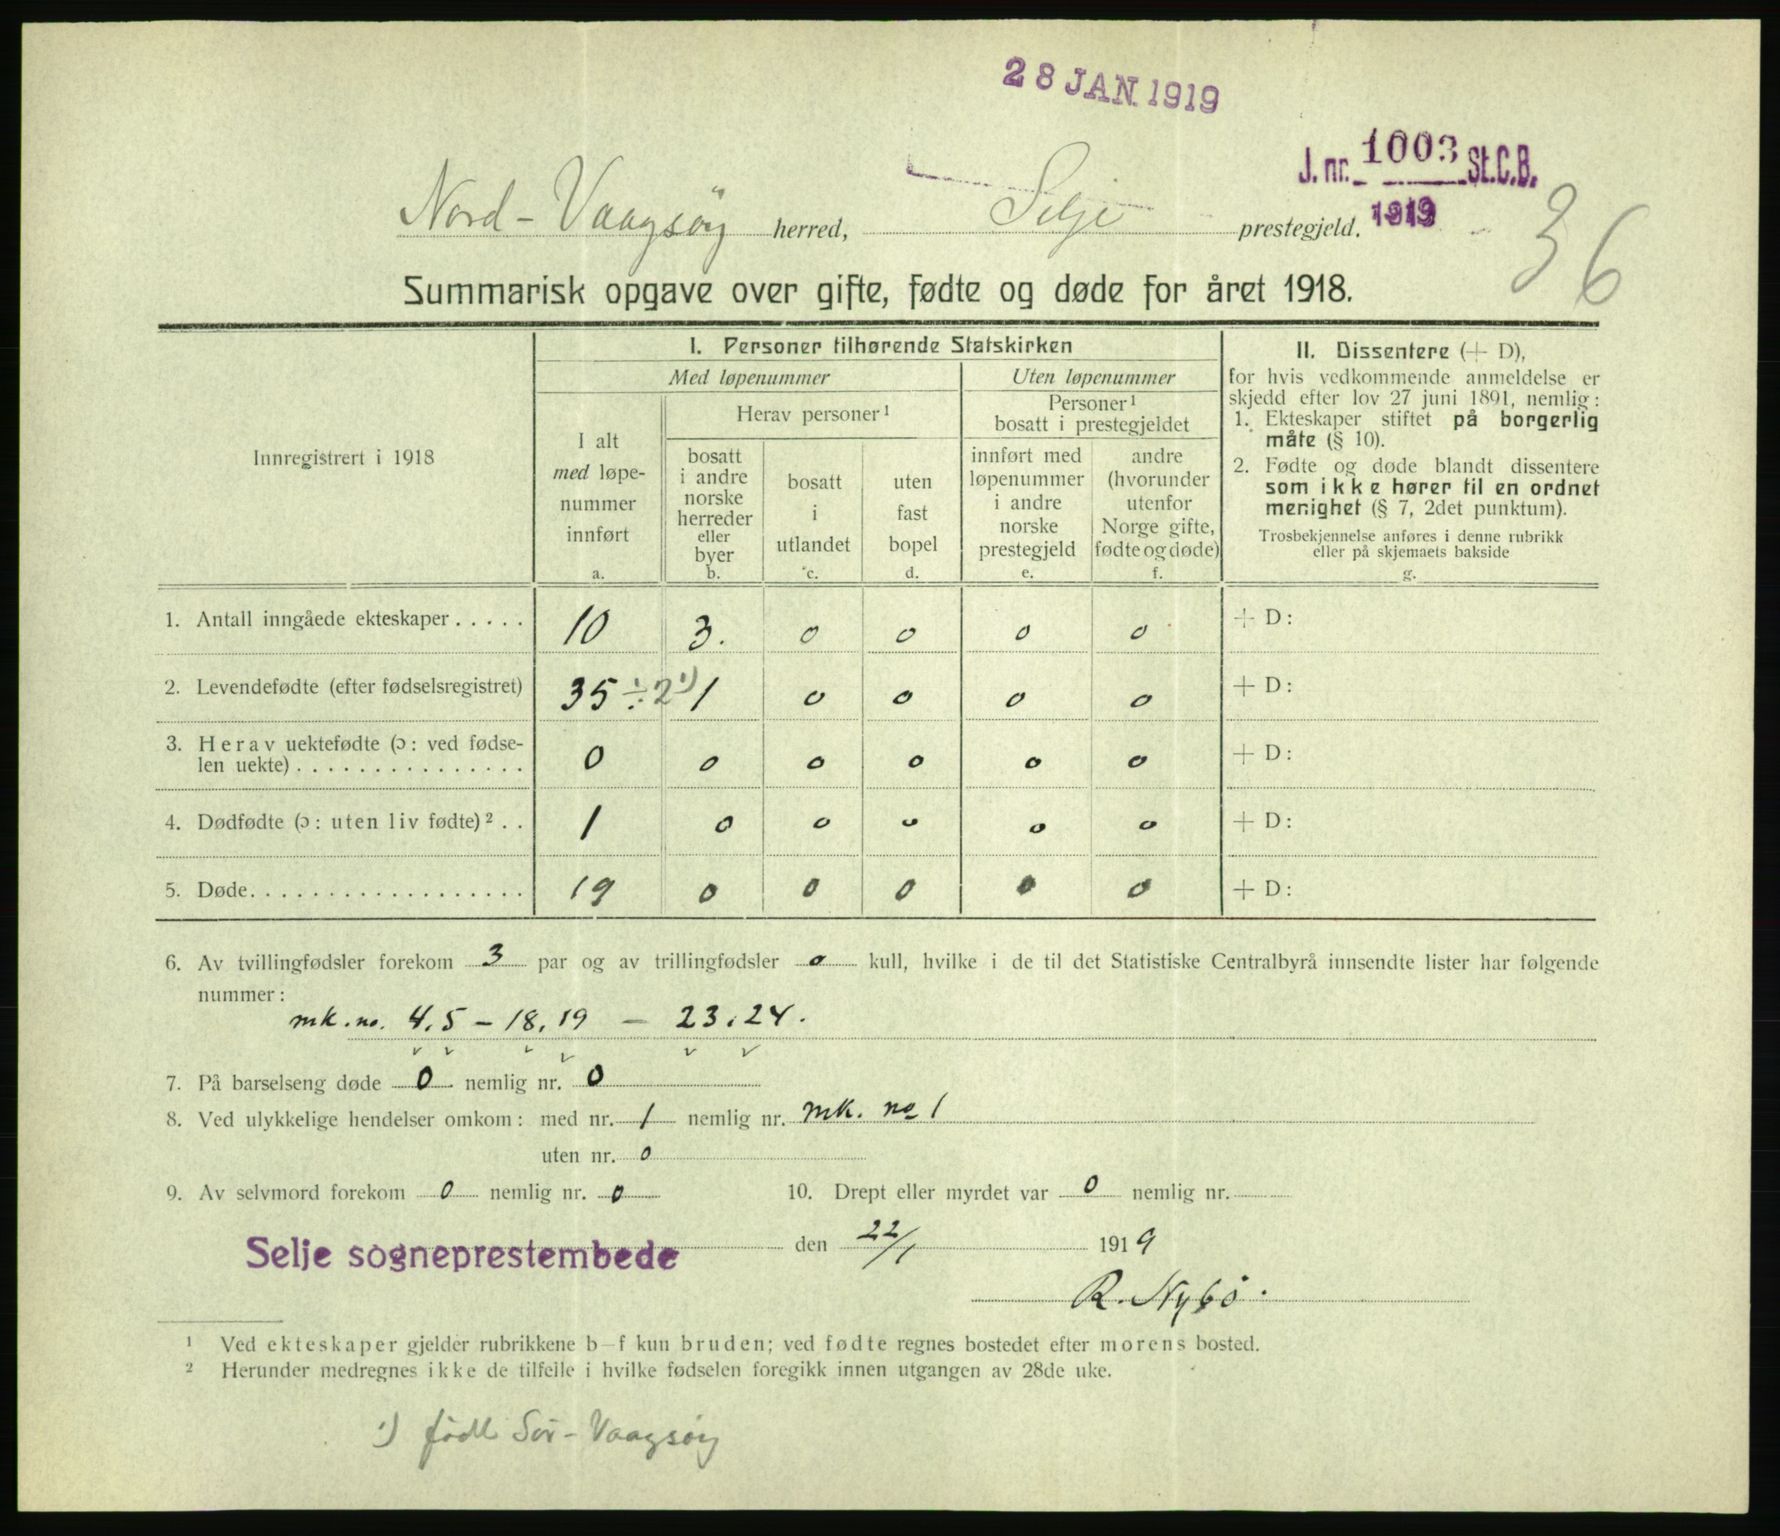 28 JAN. 1919
J. nr. 1003 St.C.B.
1919
36
Nord-Vaagsøy herred, Selje prestegjeld.
Summarisk opgave over gifte, fødte og døde for året 1918.
Innregistrert i 1918
I. Personer tilhørende Statskirken
Med løpenummer
Uten løpenummer
I alt
med løpe-
nummer
innført
a.
Herav personer¹
bosatt
i andre
norske
herreder
eller
byer
b.
bosatt
i
utlandet
c.
uten
fast
bopel
d.
Personer¹
bosatt i prestegjeldet
innført med
løpenummer
i andre
norske
prestegjeld
e.
andre
(hvorunder
utenfor
Norge gifte,
fødte og døde)
f.
II. Dissentere (+ D),
for hvis vedkommende anmeldelse er
skjedd efter lov 27 juni 1891, nemlig:
1. Ekteskaper stiftet på borgerlig
måte (§ 10).
2. Fødte og døde blandt dissentere
som ikke hører til en ordnet
menighet (§ 7, 2det punktum).
Trosbekjennelse anføres i denne rubrikk
eller på skjemaets bakside
g.
1. Antall inngåede ekteskaper..... 10 3. 0 0 0 0 + D:
2. Levendefødte (efter fødselsregistret) 35 ÷ 2¹) 1 0 0 0 0 + D:
3. Herav uektefødte (ɔ: ved fødse-
len uekte)............... 0 0 0 0 0 0 + D:
4. Dødfødte (ɔ: uten liv fødte)².. 1 0 0 0 0 0 + D:
5. Døde.................. 19 0 0 0 0 0 + D:
6. Av tvillingfødsler forekom 3 par og av trillingfødsler 0 kull, hvilke i de til det Statistiske Centralbyrå innsendte lister har følgende
nummer:
mk. no. 4,5 – 18,19 – 23,24.
7. På barselseng døde 0 nemlig nr. 0
8. Ved ulykkelige hendelser omkom: med nr. 1 nemlig nr. mk. no 1
uten nr. 0
9. Av selvmord forekom 0 nemlig nr. 0 10. Drept eller myrdet var 0 nemlig nr.
Selje sogneprestembede den 22/1 1919
R. Nybö.
¹ Ved ekteskaper gjelder rubrikkene b–f kun bruden; ved fødte regnes bostedet efter morens bosted.
² Herunder medregnes ikke de tilfelle i hvilke fødselen foregikk innen utgangen av 28de uke.
¹) födt Sör-Vaagsøy